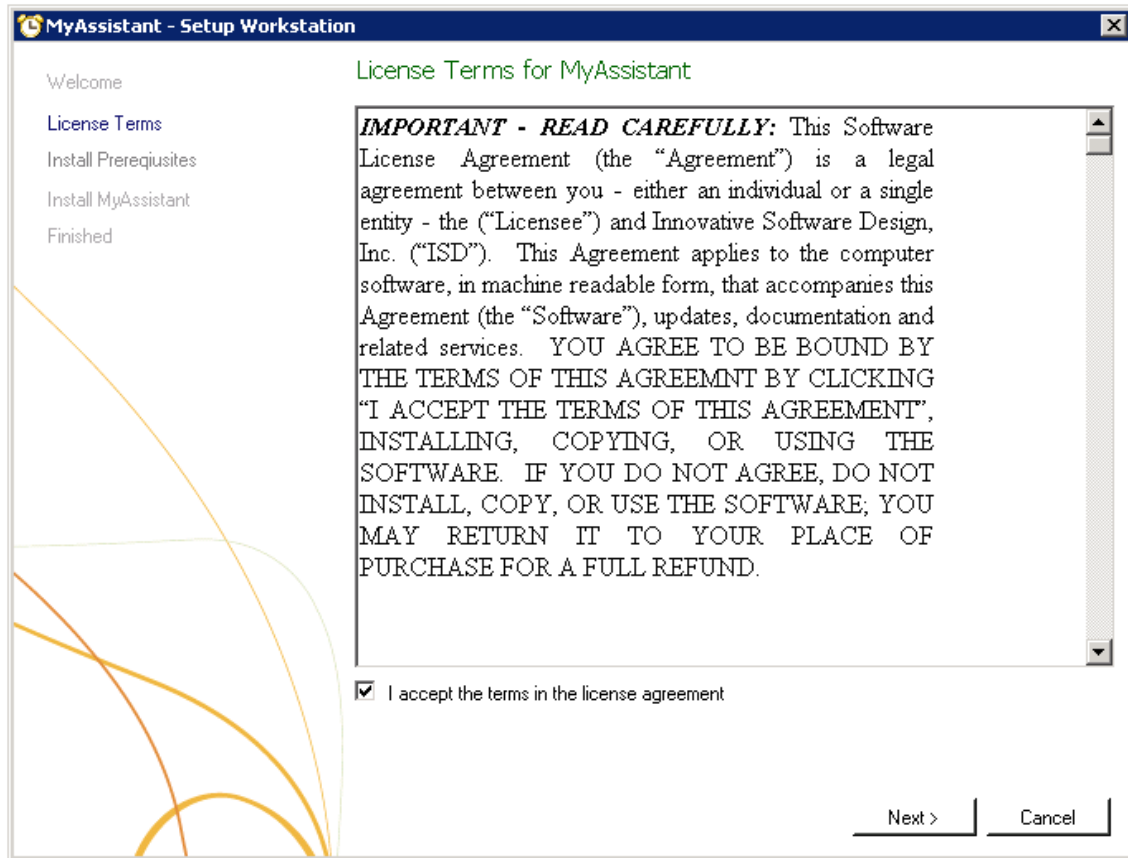 MyAssistant - Setup Workstation
Welcome
License Terms
Install Prereqiusites
Install MyAssistant
Finished
License Terms for MyAssistant
IMPORTANT - READ CAREFULLY: This Software
License Agreement (the “Agreement”) is a legal
agreement between you - either an individual or a single
entity - the (“Licensee”) and Innovative Software Design,
Inc. (“ISD”). This Agreement applies to the computer
software, in machine readable form, that accompanies this
Agreement (the “Software”), updates, documentation and
related services. YOU AGREE TO BE BOUND BY
THE TERMS OF THIS AGREEMNT BY CLICKING
“I ACCEPT THE TERMS OF THIS AGREEMENT”,
INSTALLING, COPYING, OR USING THE
SOFTWARE. IF YOU DO NOT AGREE, DO NOT
INSTALL, COPY, OR USE THE SOFTWARE; YOU
MAY RETURN IT TO YOUR PLACE OF
PURCHASE FOR A FULL REFUND.
I accept the terms in the license agreement
Next >
Cancel